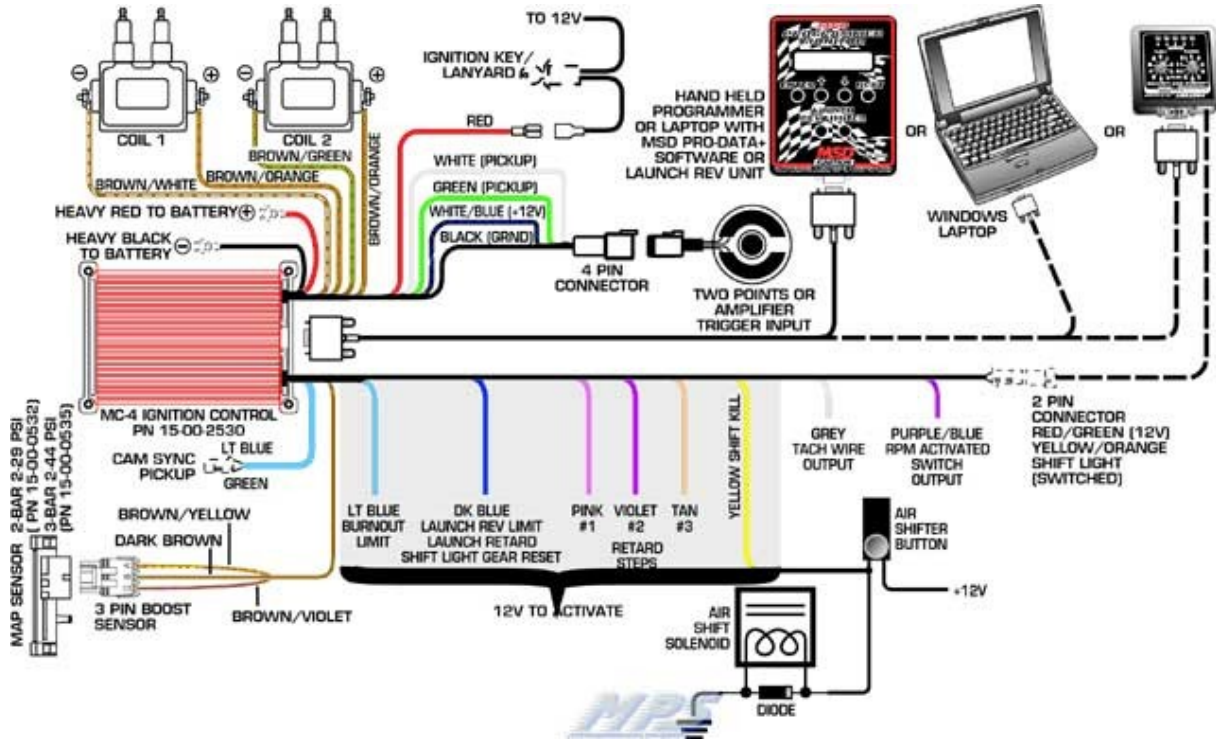 TO 12V
IGNITION KEY/
LANYARD &
COIL 1
COIL 2
BROWN/GREEN
BROWN/ORANGE
BROWN/WHITE
BROWN/ORANGE
RED
WHITE (PICKUP)
GREEN (PICKUP)
WHITE/BLUE (+12V)
BLACK (GRND)
HEAVY RED TO BATTERY
HEAVY BLACK
TO BATTERY
4 PIN
CONNECTOR
TWO POINTS OR
AMPLIFIER
TRIGGER INPUT
HAND HELD
PROGRAMMER
OR LAPTOP WITH
MSD PRO-DATA+
SOFTWARE OR
LAUNCH REV UNIT
MSD
OR
WINDOWS
LAPTOP
OR
MC-4 IGNITION CONTROL
PN 15-00-2530
CAM SYNC
PICKUP
LT BLUE
GREEN
MAP SENSOR
2-BAR 2-29 PSI
( PN 15-00-0532)
3-BAR 2-44 PSI
(PN 15-00-0535)
BROWN/YELLOW
DARK BROWN
3 PIN BOOST
SENSOR
BROWN/VIOLET
LT BLUE
BURNOUT
LIMIT
DK BLUE
LAUNCH REV LIMIT
LAUNCH RETARD
SHIFT LIGHT GEAR RESET
PINK
#1
VIOLET
#2
TAN
#3
RETARD
STEPS
YELLOW SHIFT KILL
12V TO ACTIVATE
GREY
TACH WIRE
OUTPUT
PURPLE/BLUE
RPM ACTIVATED
SWITCH
OUTPUT
2 PIN
CONNECTOR
RED/GREEN (12V)
YELLOW/ORANGE
SHIFT LIGHT
(SWITCHED)
AIR
SHIFTER
BUTTON
+12V
AIR
SHIFT
SOLENOID
DIODE
MPS